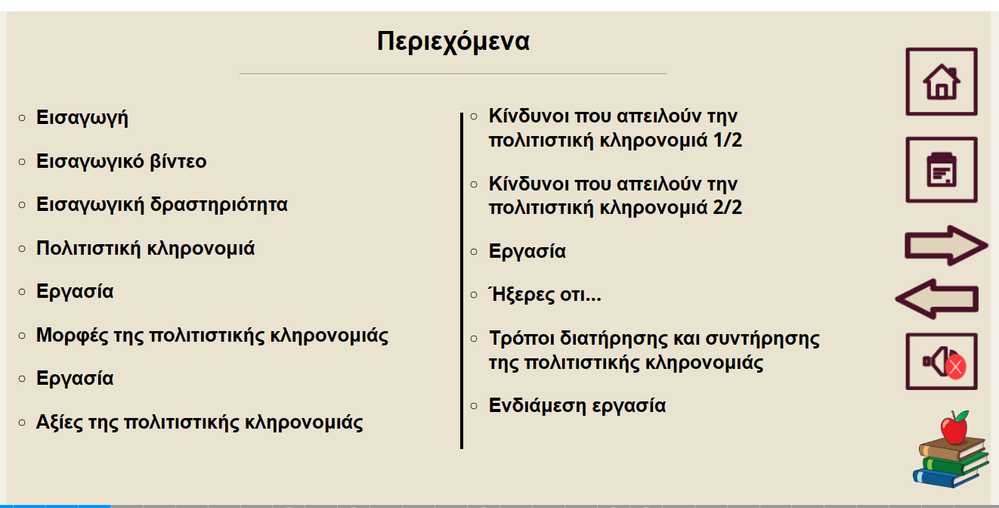 Περιεχόμενα
Εισαγωγή
Εισαγωγικό βίντεο
Εισαγωγική δραστηριότητα
Πολιτιστική κληρονομιά
Εργασία
Μορφές της πολιτιστικής κληρονομιάς
Εργασία
Αξίες της πολιτιστικής κληρονομιάς
Κίνδυνοι που απειλούν την
πολιτιστική κληρονομιά 1/2
Κίνδυνοι που απειλούν την
πολιτιστική κληρονομιά 2/2
Εργασία
Ήξερες οτι...
Τρόποι διατήρησης και συντήρησης
της πολιτιστικής κληρονομιάς
Ενδιάμεση εργασία